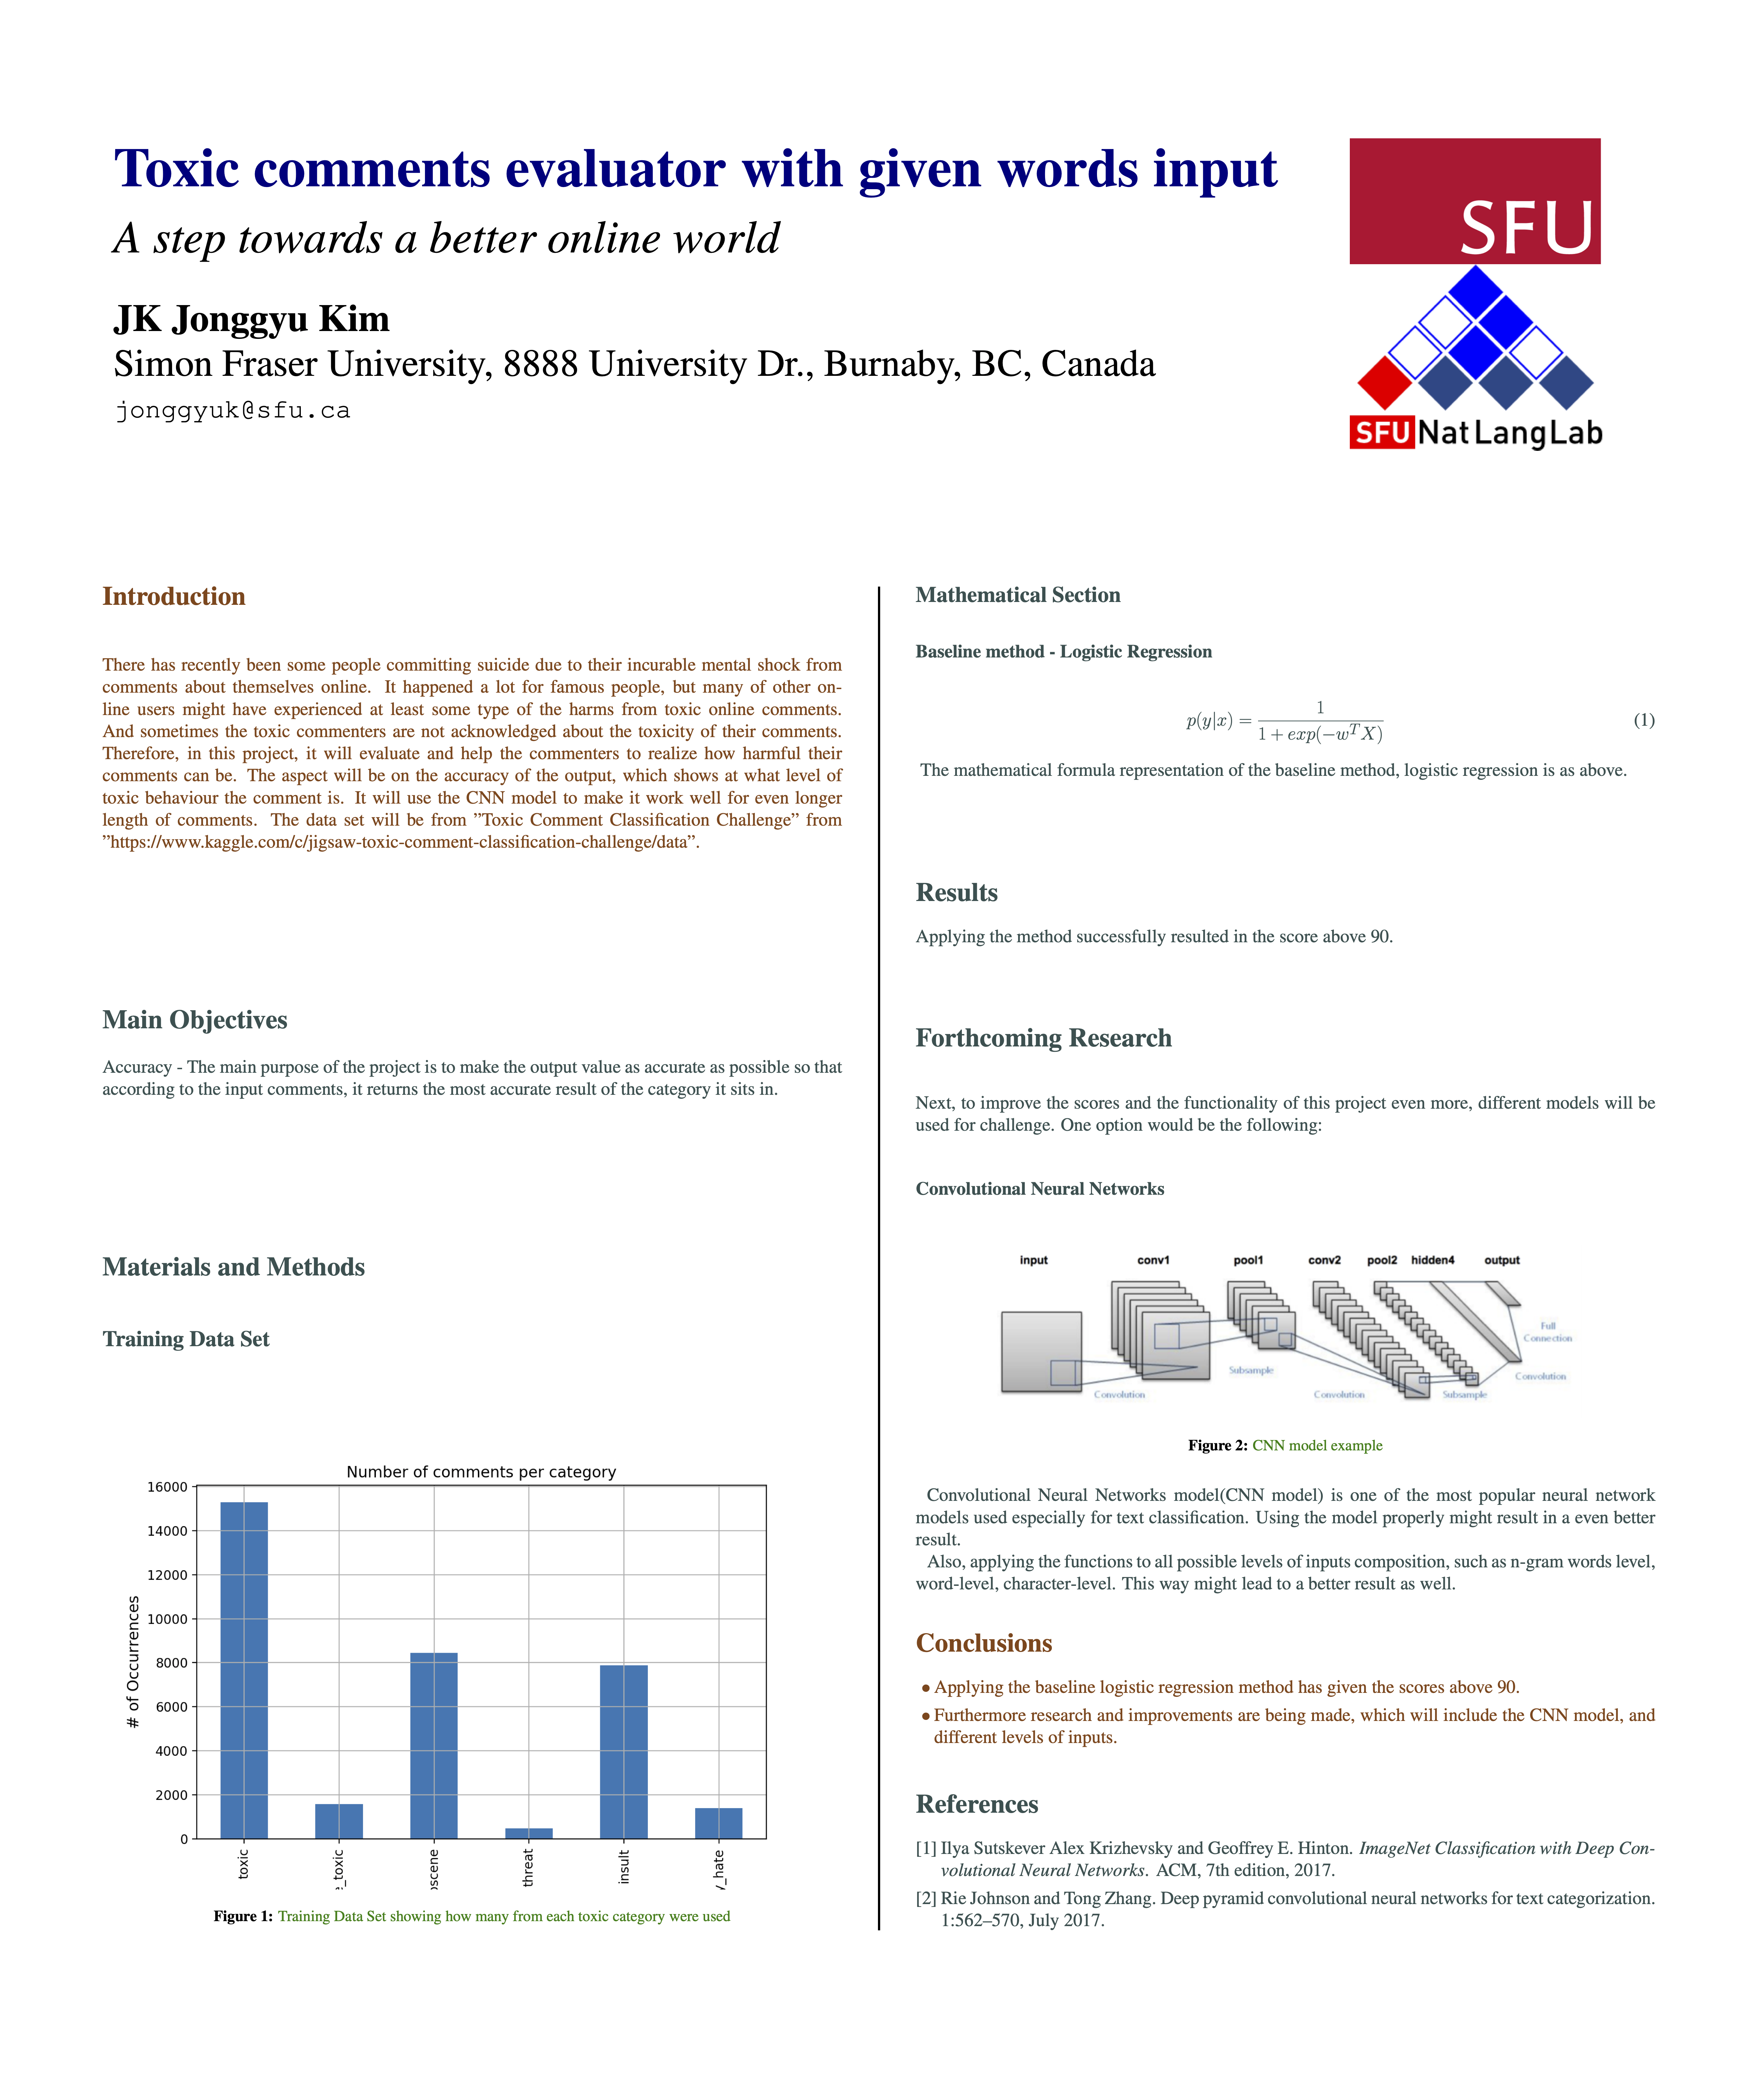 Toxic comments evaluator with given words input
A step towards a better online world
JK Jonggyu Kim
Simon Fraser University, 8888 University Dr., Burnaby, BC, Canada
jonggyuk@sfu.ca
SFU
SFU NatLangLab
Introduction
There has recently been some people committing suicide due to their incurable mental shock from
comments about themselves online. It happened a lot for famous people, but many of other on-
line users might have experienced at least some type of the harms from toxic online comments.
And sometimes the toxic commenters are not acknowledged about the toxicity of their comments.
Therefore, in this project, it will evaluate and help the commenters to realize how harmful their
comments can be. The aspect will be on the accuracy of the output, which shows at what level of
toxic behaviour the comment is. It will use the CNN model to make it work well for even longer
length of comments. The data set will be from ”Toxic Comment Classification Challenge” from
”https://www.kaggle.com/c/jigsaw-toxic-comment-classification-challenge/data”.
Main Objectives
Accuracy - The main purpose of the project is to make the output value as accurate as possible so that
according to the input comments, it returns the most accurate result of the category it sits in.
Materials and Methods
Training Data Set
Number of comments per category
# of Occurrences
16000
14000
12000
10000
8000
6000
4000
2000
0
toxic
e_toxic
oscene
threat
insult
y_hate
Figure 1: Training Data Set showing how many from each toxic category were used
Mathematical Section
Baseline method - Logistic Regression
p(y|x) = 1 / (1 + exp(−w^T X)) (1)
The mathematical formula representation of the baseline method, logistic regression is as above.
Results
Applying the method successfully resulted in the score above 90.
Forthcoming Research
Next, to improve the scores and the functionality of this project even more, different models will be
used for challenge. One option would be the following:
Convolutional Neural Networks
input conv1 pool1 conv2 pool2 hidden4 output
Full
Connection
Subsample
Convolution
Convolution
Convolution
Subsample
Figure 2: CNN model example
Convolutional Neural Networks model(CNN model) is one of the most popular neural network
models used especially for text classification. Using the model properly might result in a even better
result.
Also, applying the functions to all possible levels of inputs composition, such as n-gram words level,
word-level, character-level. This way might lead to a better result as well.
Conclusions
• Applying the baseline logistic regression method has given the scores above 90.
• Furthermore research and improvements are being made, which will include the CNN model, and
different levels of inputs.
References
[1] Ilya Sutskever Alex Krizhevsky and Geoffrey E. Hinton. ImageNet Classification with Deep Con-
volutional Neural Networks. ACM, 7th edition, 2017.
[2] Rie Johnson and Tong Zhang. Deep pyramid convolutional neural networks for text categorization.
1:562–570, July 2017.